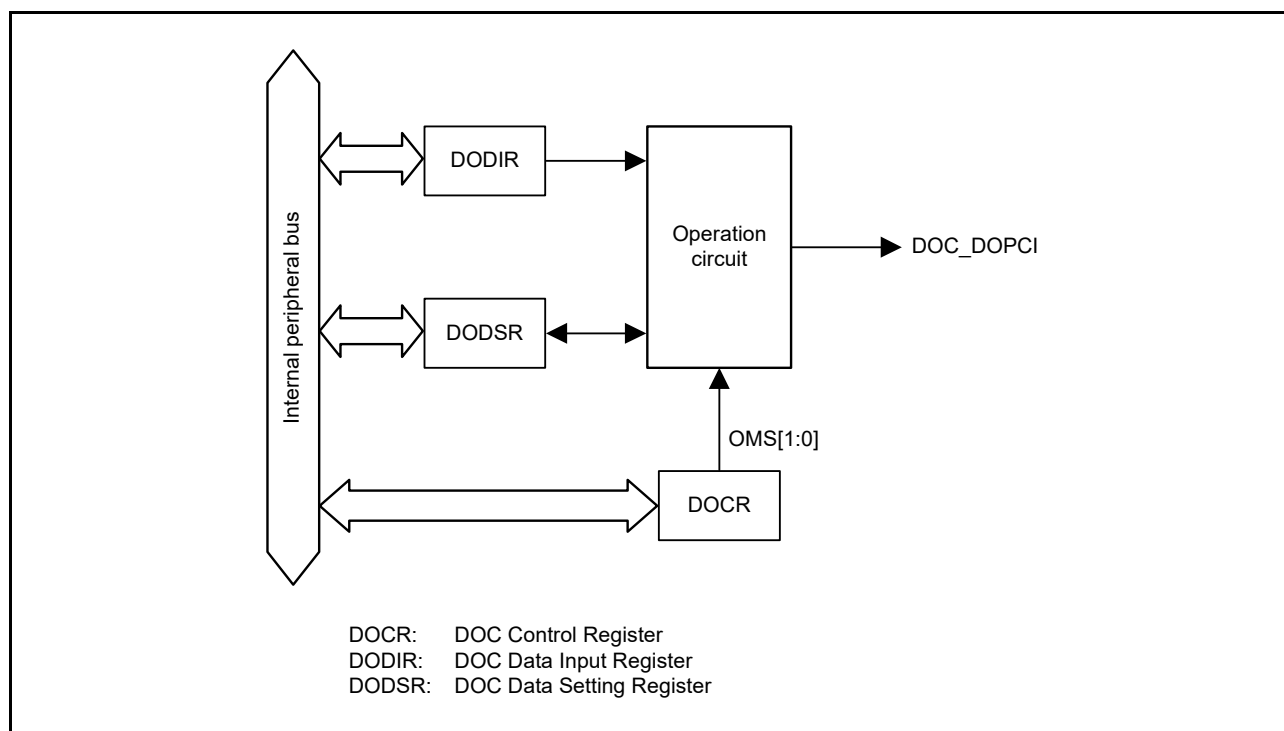 Internal peripheral bus
DODIR
Operation
circuit
DOC_DOPCI
DODSR
OMS[1:0]
DOCR
DOCR: DOC Control Register
DODIR: DOC Data Input Register
DODSR: DOC Data Setting Register